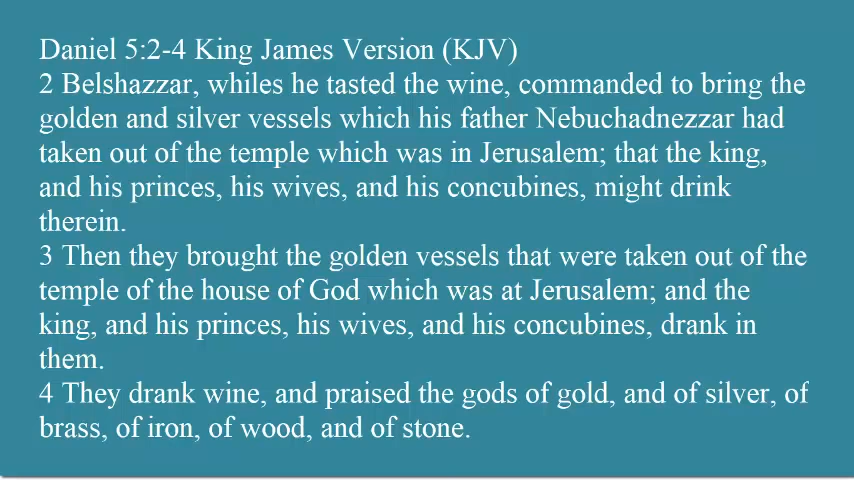 Daniel 5:2-4 King James Version (KJV)
2 Belshazzar, whiles he tasted the wine, commanded to bring the
golden and silver vessels which his father Nebuchadnezzar had
taken out of the temple which was in Jerusalem; that the king,
and his princes, his wives, and his concubines, might drink
therein.
3 Then they brought the golden vessels that were taken out of the
temple of the house of God which was at Jerusalem; and the
king, and his princes, his wives, and his concubines, drank in
them.
4 They drank wine, and praised the gods of gold, and of silver, of
brass, of iron, of wood, and of stone.